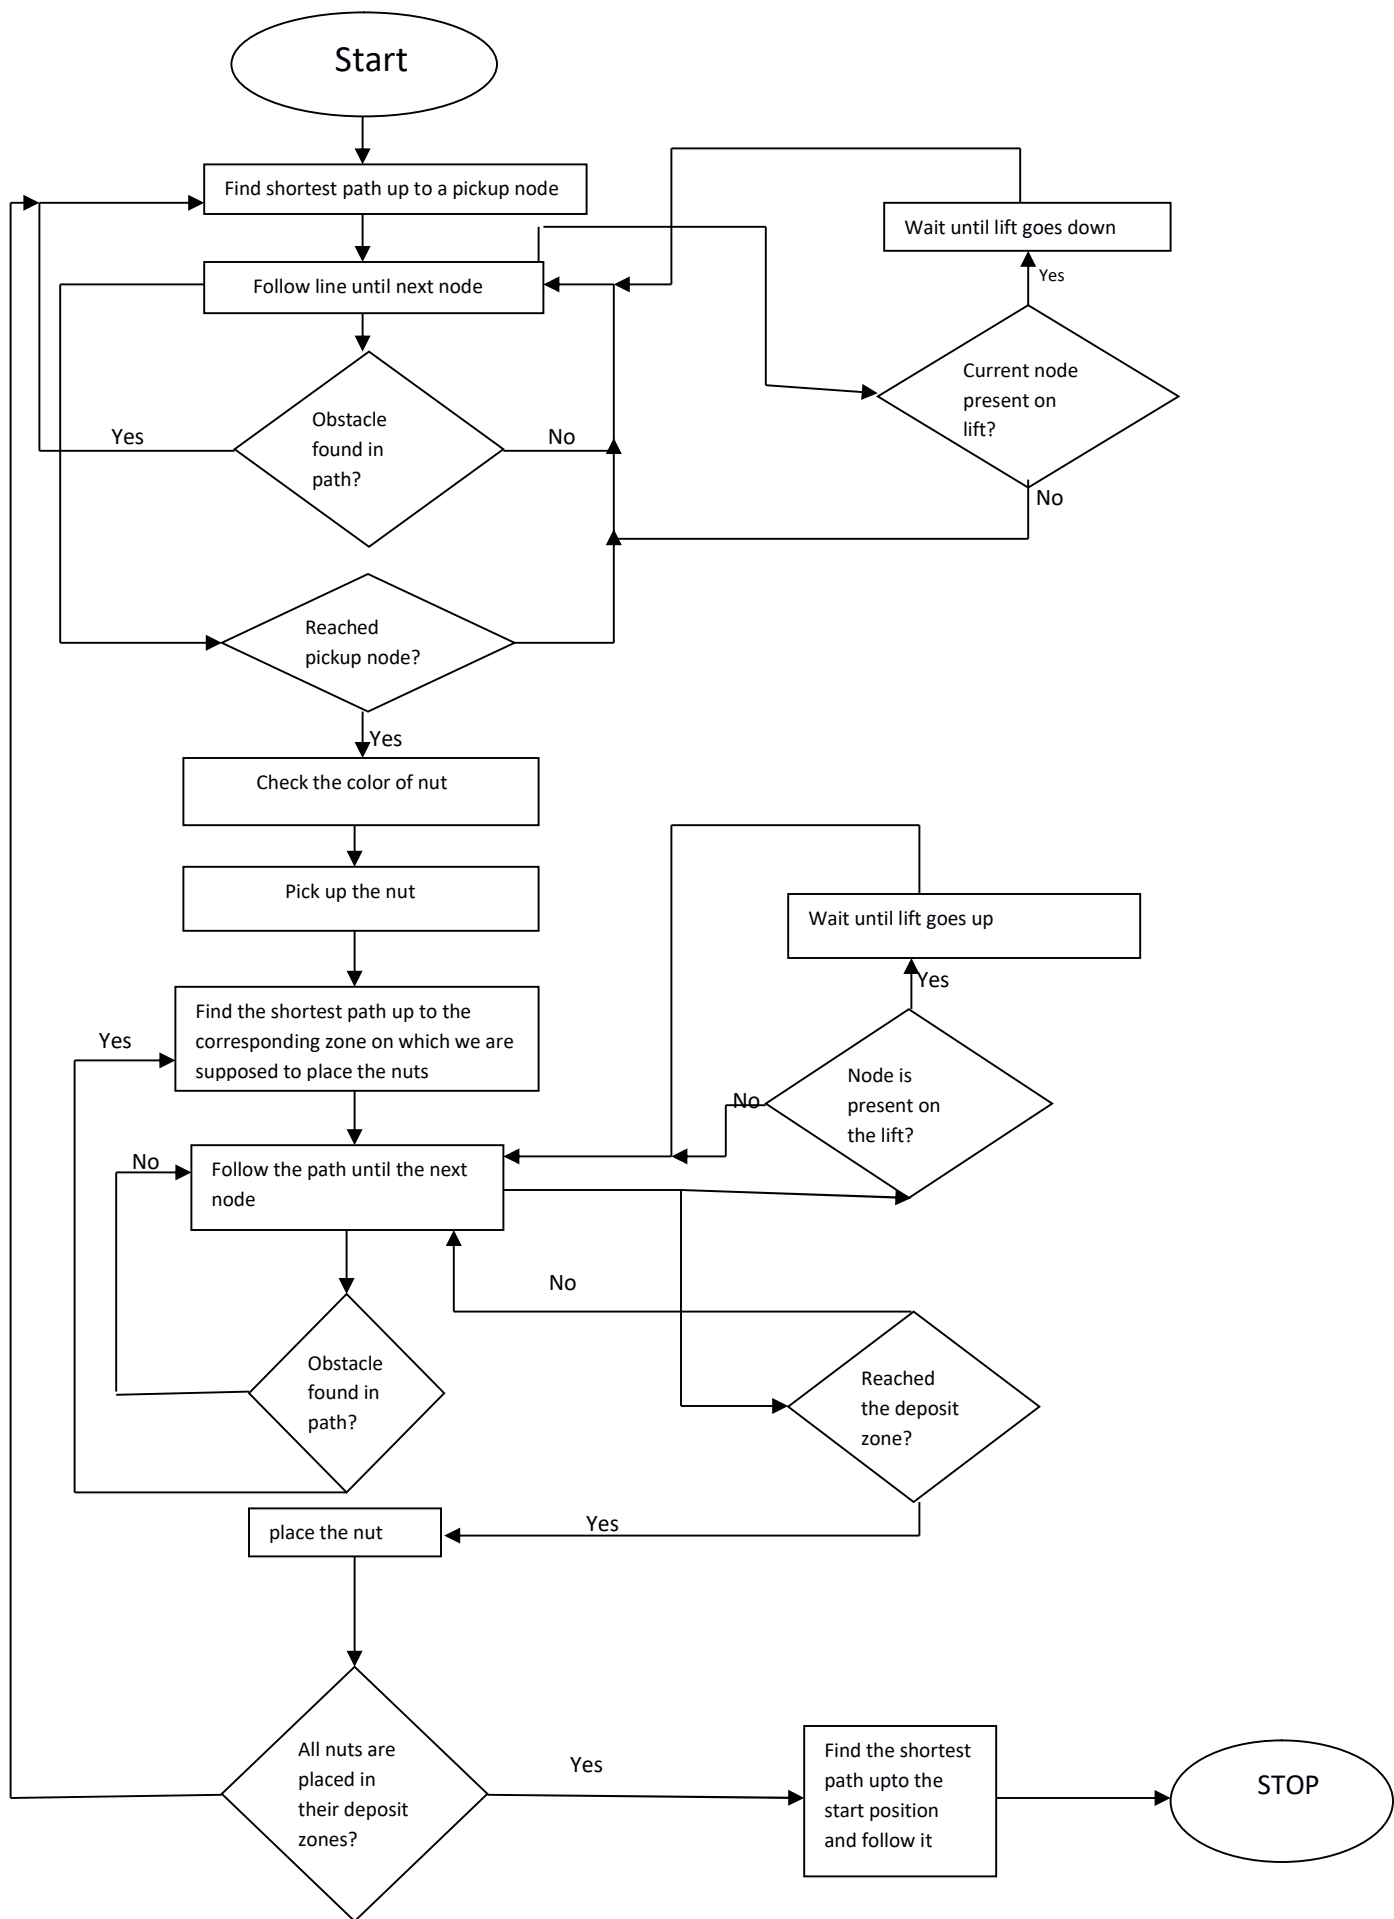 Start
Find shortest path up to a pickup node
Wait until lift goes down
Follow line until next node
Yes
Current node
present on
lift?
Obstacle
found in
path?
Yes
No
No
Reached
pickup node?
Yes
Check the color of nut
Pick up the nut
Wait until lift goes up
Yes
Find the shortest path up to the
corresponding zone on which we are
supposed to place the nuts
Yes
Node is
present on
the lift?
No
No
Follow the path until the next
node
No
Obstacle
found in
path?
Reached
the deposit
zone?
place the nut
Yes
All nuts are
placed in
their deposit
zones?
Yes
Find the shortest
path upto the
start position
and follow it
STOP